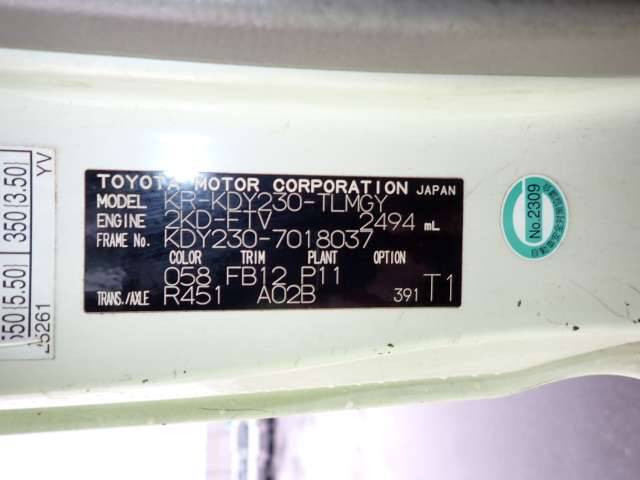 TOYOTA MOTOR CORPORATION JAPAN
MODEL KR-KDY230-TLMGY
ENGINE 2KD-FTV 2494 mL
FRAME No. KDY230-7018037
COLOR TRIM PLANT OPTION
058 FB12 P11
TRANS./AXLE R451 A02B 391 T1
No.2309
350(3.50)
550(5.50)
YV